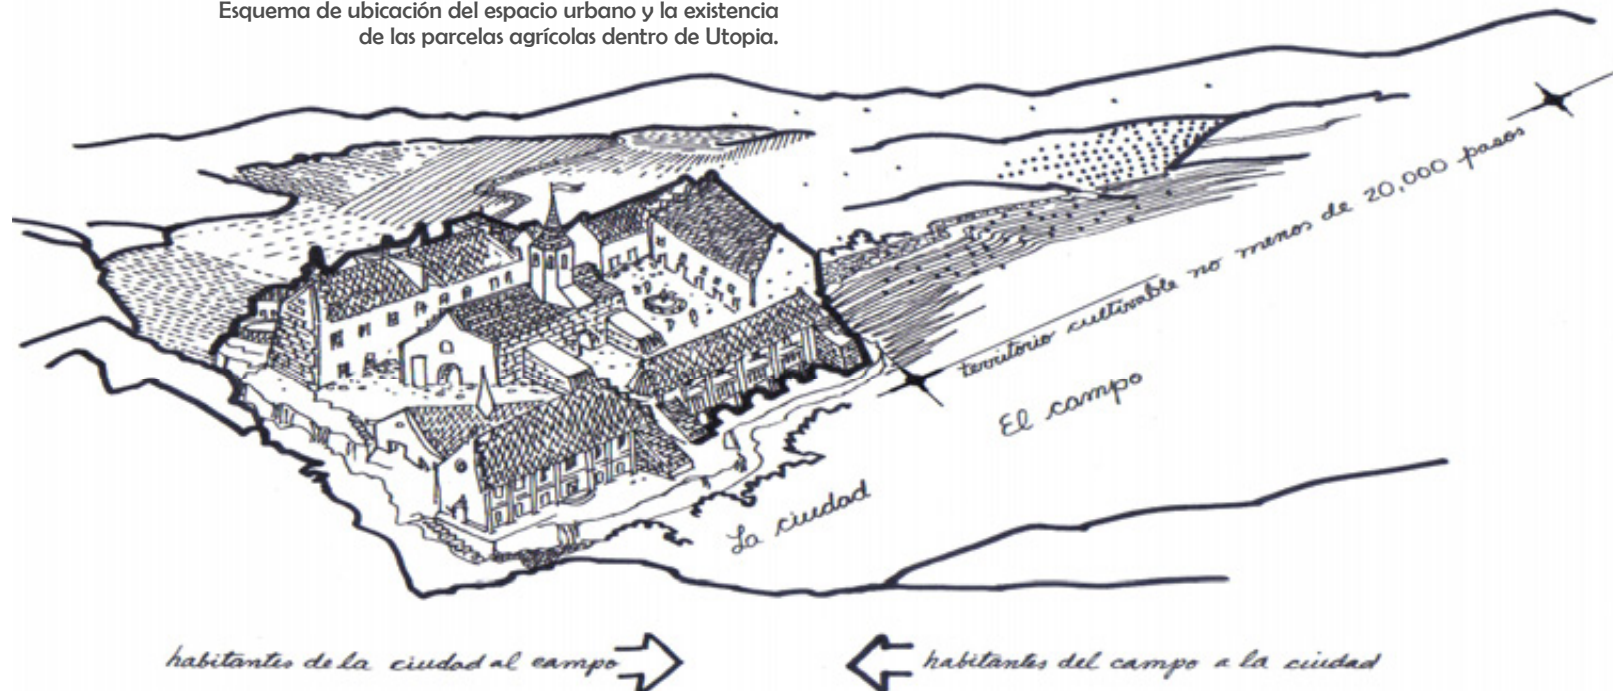 Esquema de ubicación del espacio urbano y la existencia
de las parcelas agrícolas dentro de Utopia.
territorio cultivable no menos de 20,000 pasos
El campo
La ciudad
habitantes de la ciudad al campo
habitantes del campo a la ciudad